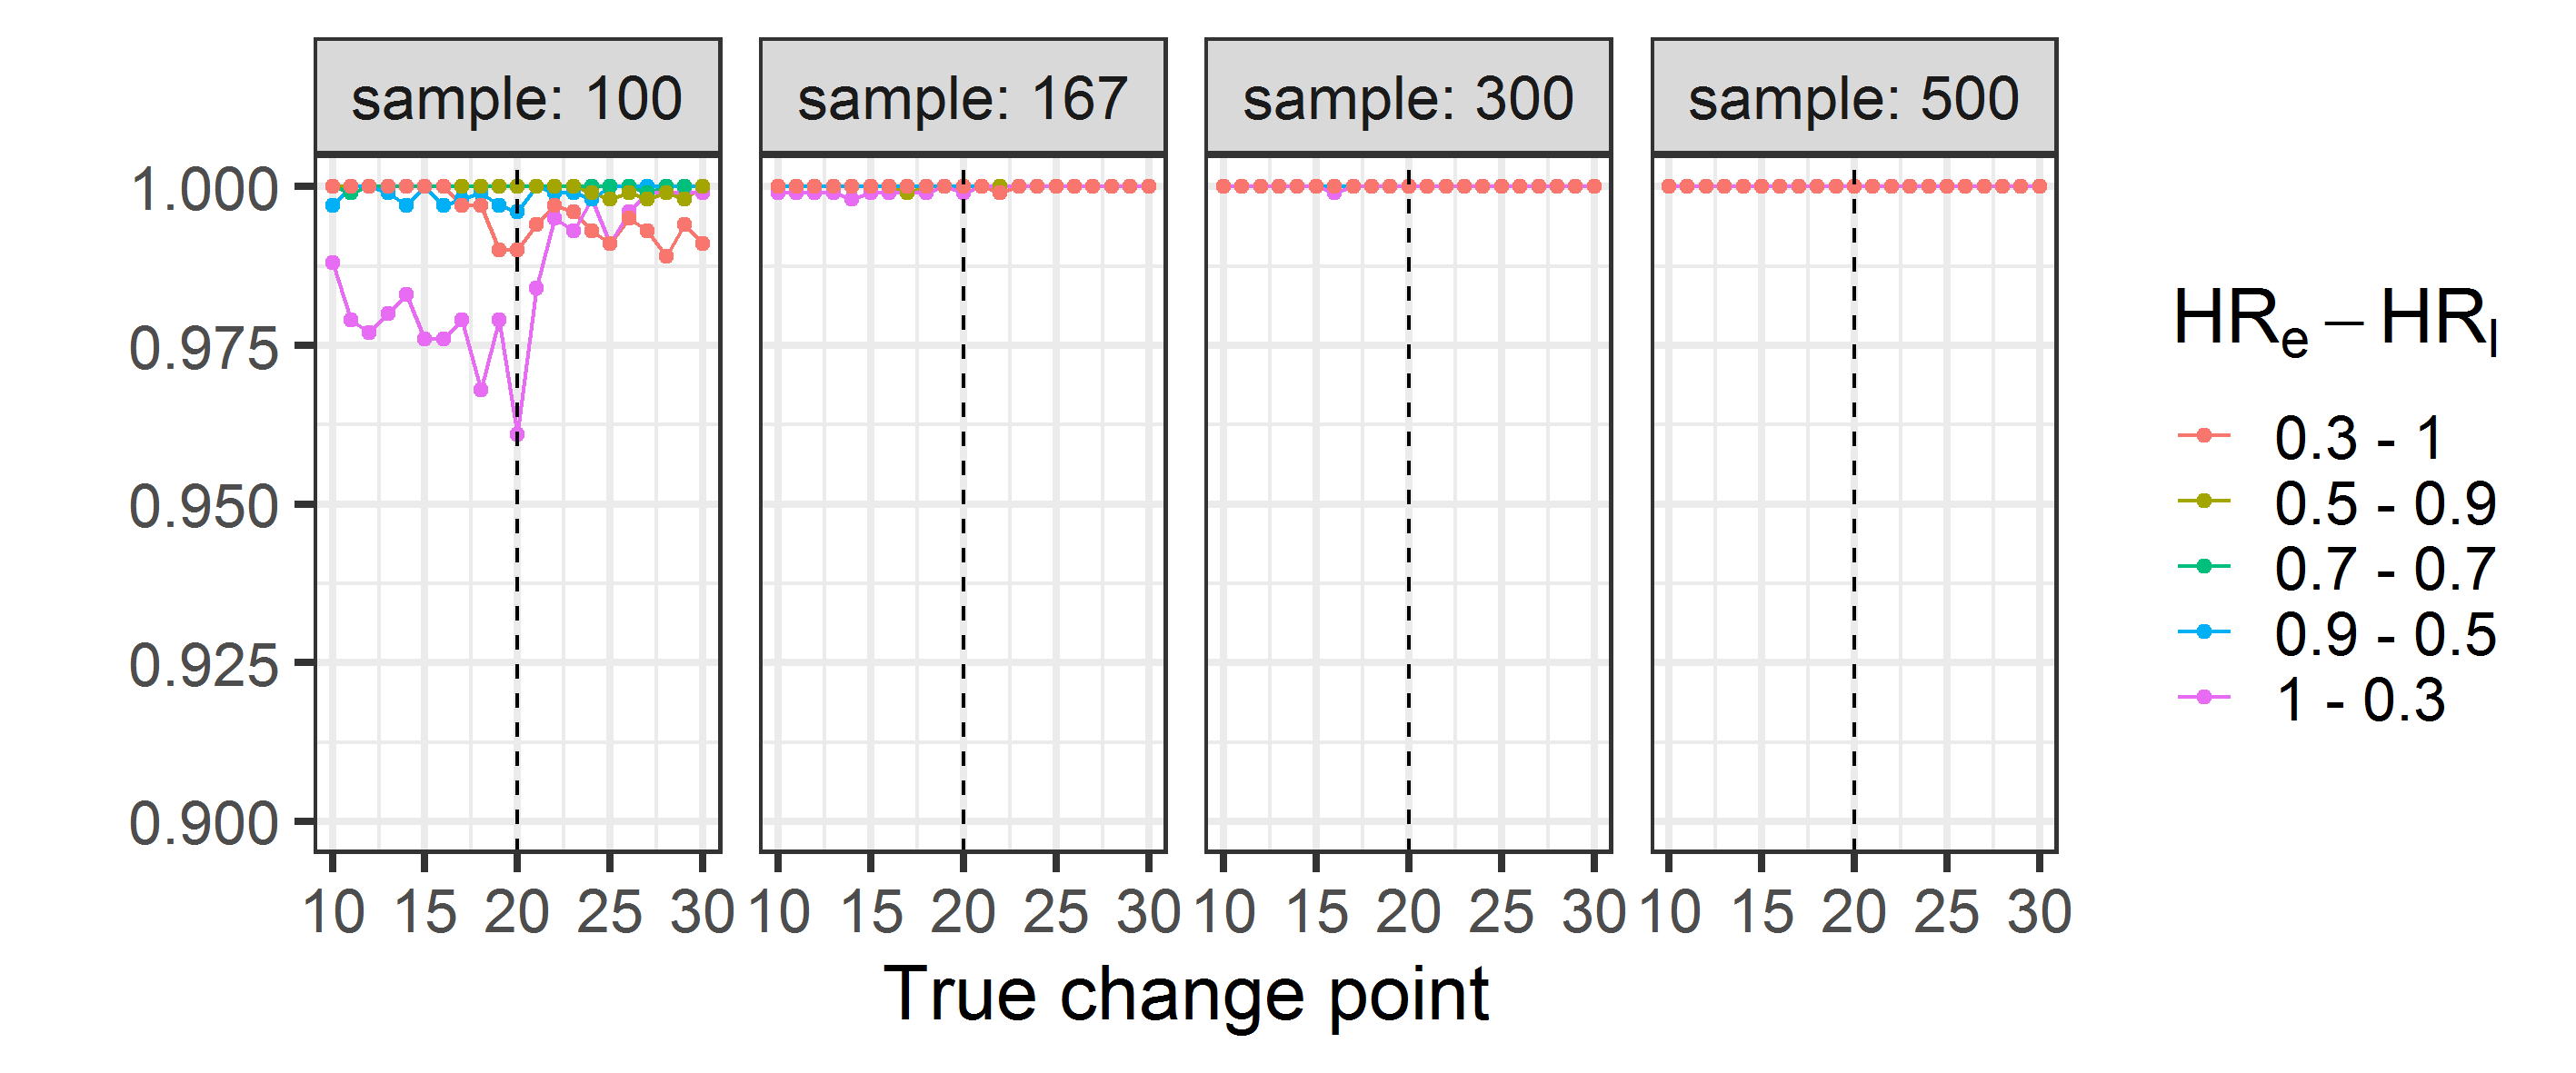 sample: 100 sample: 167 sample: 300 sample: 500
1.000
0.975
0.950
0.925
0.900
10 15 20 25 30 10 15 20 25 30 10 15 20 25 30 10 15 20 25 30
True change point
HRe – HRl
0.3 - 1
0.5 - 0.9
0.7 - 0.7
0.9 - 0.5
1 - 0.3